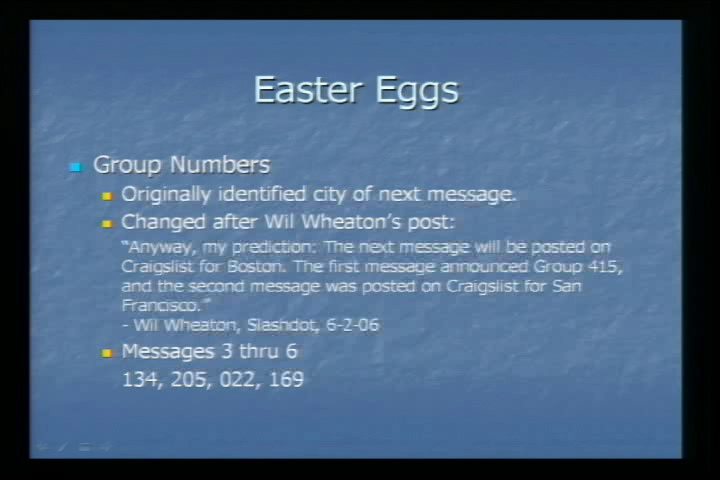 Easter Eggs
Group Numbers
Originally identified city of next message.
Changed after Wil Wheaton's post:
"Anyway, my prediction: The next message will be posted on
Craigslist for Boston. The first message announced Group 415,
and the second message was posted on Craigslist for San
Francisco."
- Wil Wheaton, Slashdot, 6-2-06
Messages 3 thru 6
134, 205, 022, 169